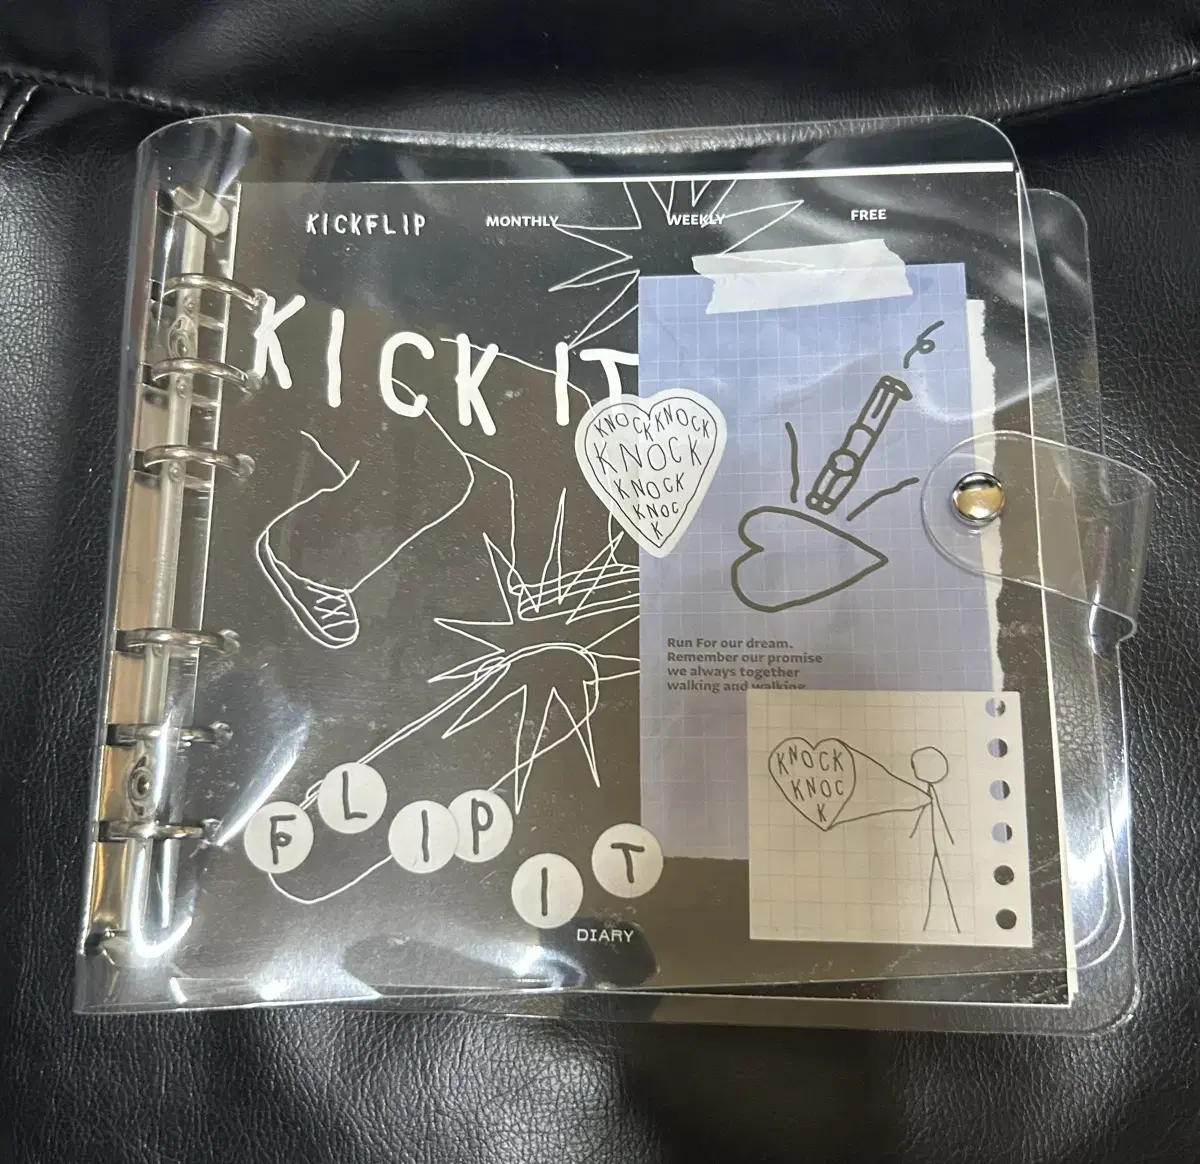 KICKFLIP MONTHLY WEEKLY FREE
KICK IT
KNOCK KNOCK
KNOCK
KNOCK
KNOC
K
Run For our dream.
Remember our promise
we always together
walking and walking
KNOCK
KNOC
K
FLIP IT
DIARY